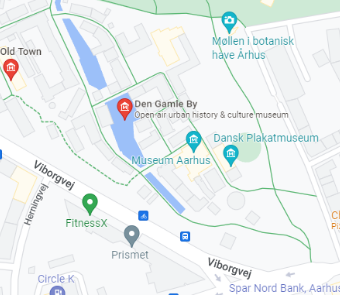 Møllen i botanisk
have Århus
Old Town
Den Gamle By
Open-air urban history & culture museum
Dansk Plakatmuseum
Museum Aarhus
Viborgvej
Herningvej
FitnessX
Prismet
Viborgvej
Circle K
Spar Nord Bank, Aarhus